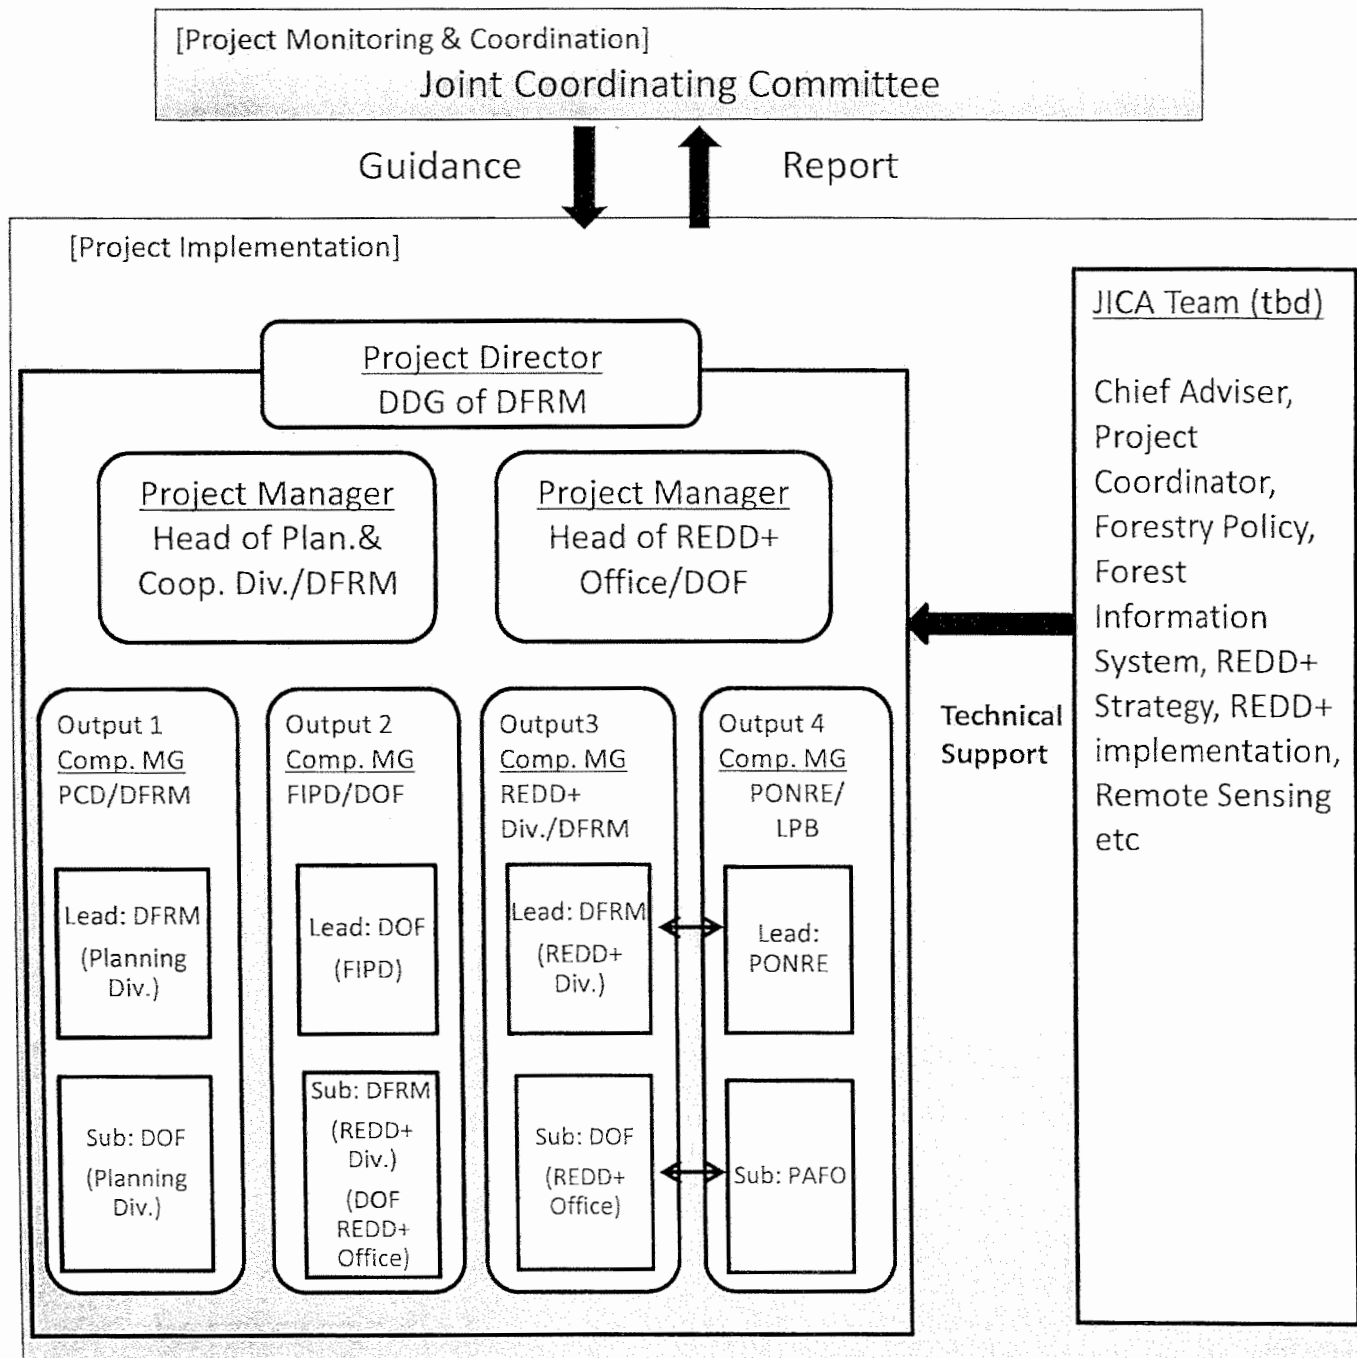 [Project Monitoring & Coordination]
Joint Coordinating Committee
Guidance
Report
[Project Implementation]
Project Director
DDG of DFRM
Project Manager
Head of Plan.&
Coop. Div./DFRM
Project Manager
Head of REDD+
Office/DOF
Output 1
Comp. MG
PCD/DFRM
Lead: DFRM
(Planning
Div.)
Sub: DOF
(Planning
Div.)
Output 2
Comp. MG
FIPD/DOF
Lead: DOF
(FIPD)
Sub: DFRM
(REDD+
Div.)
(DOF
REDD+
Office)
Output3
Comp. MG
REDD+
Div./DFRM
Lead: DFRM
(REDD+
Div.)
Sub: DOF
(REDD+
Office)
Output 4
Comp. MG
PONRE/
LPB
Lead:
PONRE
Sub: PAFO
Technical
Support
JICA Team (tbd)
Chief Adviser,
Project
Coordinator,
Forestry Policy,
Forest
Information
System, REDD+
Strategy, REDD+
implementation,
Remote Sensing
etc